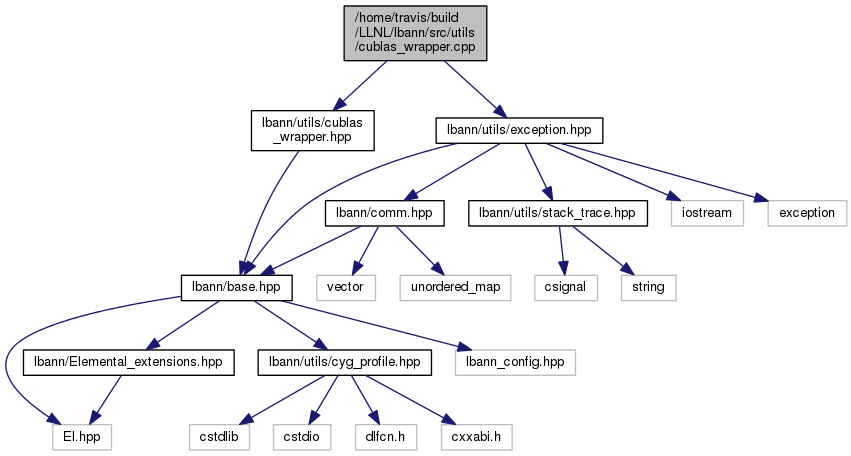 /home/travis/build
/LLNL/lbann/src/utils
/cublas_wrapper.cpp
lbann/utils/cublas
_wrapper.hpp
lbann/utils/exception.hpp
lbann/comm.hpp
lbann/utils/stack_trace.hpp
iostream
exception
lbann/base.hpp
vector
unordered_map
csignal
string
lbann/Elemental_extensions.hpp
lbann/utils/cyg_profile.hpp
lbann_config.hpp
El.hpp
cstdlib
cstdio
dlfcn.h
cxxabi.h